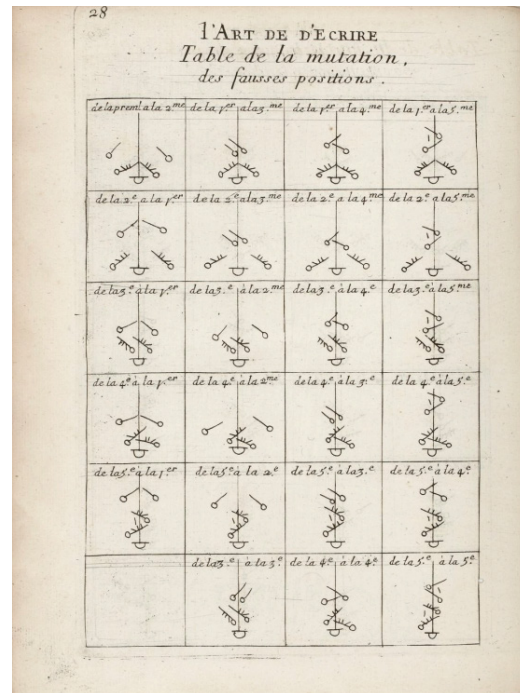 28
l'ART DE D'ECRIRE
Table de la mutation,
des fausses positions.
de la prem! a la 2.me de la 1.er a la 3.me de la 1.er a la 4.me de la 1.er a la 5.me
de la 2.e a la 1.er de la 2.e a la 3.me de la 2.e a la 4.me de la 2.e a la 5.me
de la 3.e à la 1.er de la 3.e à la 2.me de la 3.e à la 4.e de la 3.e à la 5.me
de la 4.e à la 1.er de la 4.e à la 2.me de la 4.e à la 3.e de la 4.e à la 5.e
de la 5.e à la 1.er de la 5.e à la 2.e de la 5.e à la 3.e de la 5.e à la 4.e
de la 3.e à la 3.e de la 4.e à la 4.e de la 5.e à la 5.e